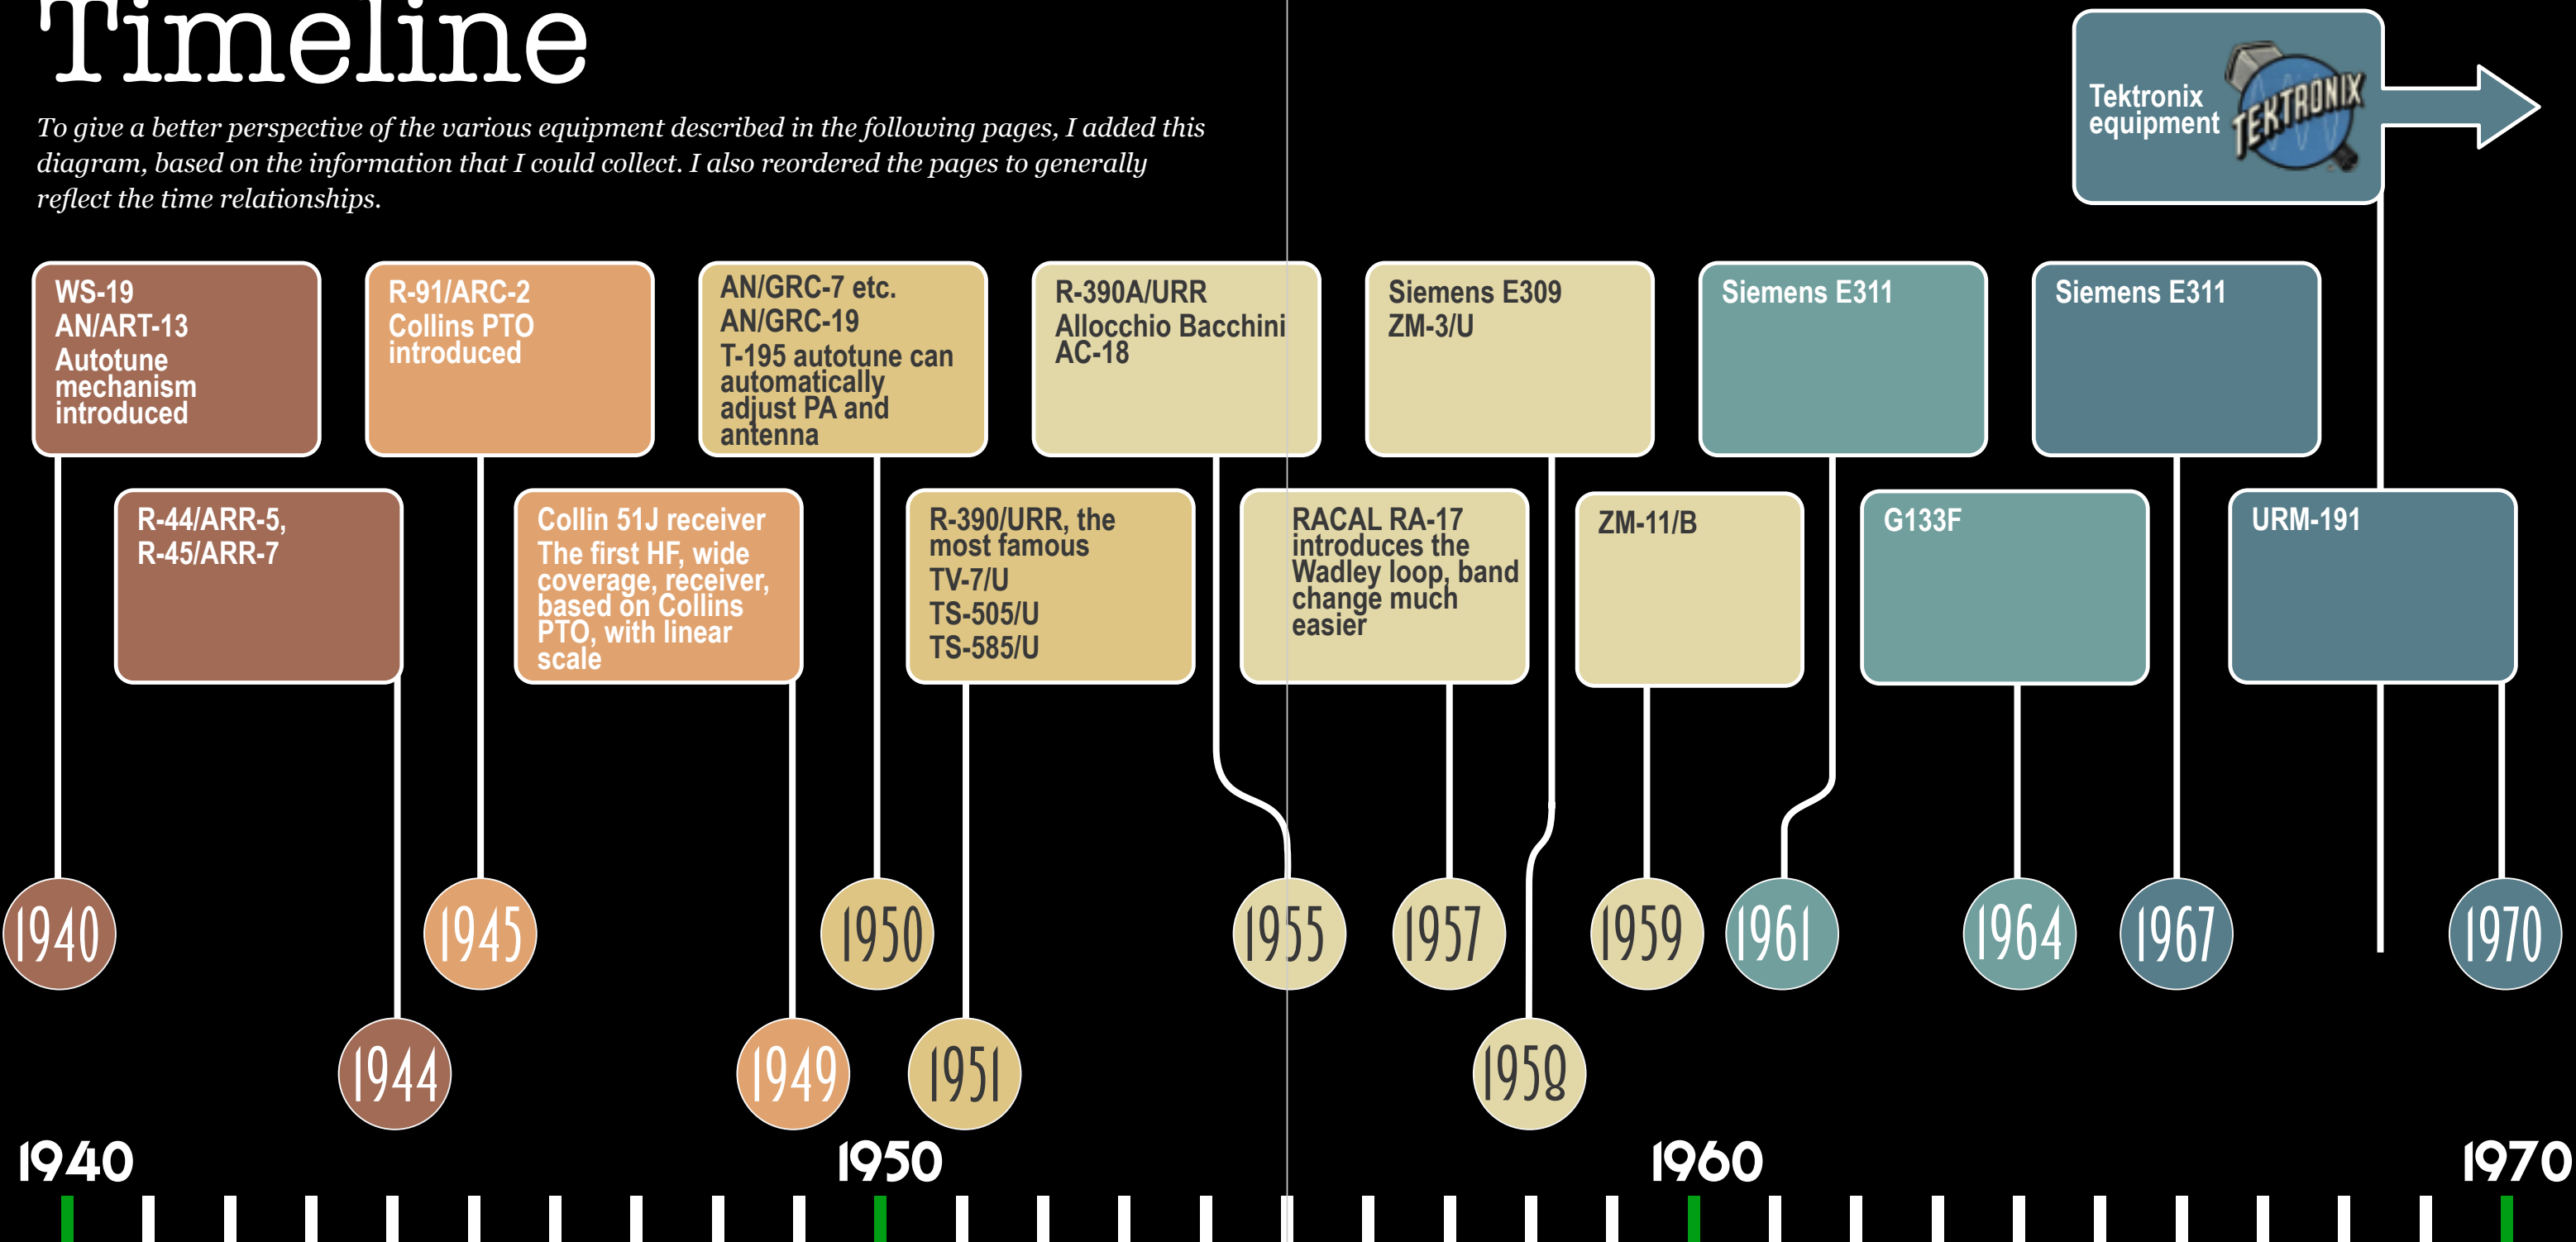 Timeline
To give a better perspective of the various equipment described in the following pages, I added this
diagram, based on the information that I could collect. I also reordered the pages to generally
reflect the time relationships.
Tektronix
equipment
TEKTRONIX
WS-19
AN/ART-13
Autotune
mechanism
introduced
R-91/ARC-2
Collins PTO
introduced
AN/GRC-7 etc.
AN/GRC-19
T-195 autotune can
automatically
adjust PA and
antenna
R-390A/URR
Allocchio Bacchini
AC-18
Siemens E309
ZM-3/U
Siemens E311
Siemens E311
R-44/ARR-5,
R-45/ARR-7
Collin 51J receiver
The first HF, wide
coverage, receiver,
based on Collins
PTO, with linear
scale
R-390/URR, the
most famous
TV-7/U
TS-505/U
TS-585/U
RACAL RA-17
introduces the
Wadley loop, band
change much
easier
ZM-11/B
G133F
URM-191
1940
1945
1950
1955
1957
1959
1961
1964
1967
1970
1944
1949
1951
1958
1940
1950
1960
1970